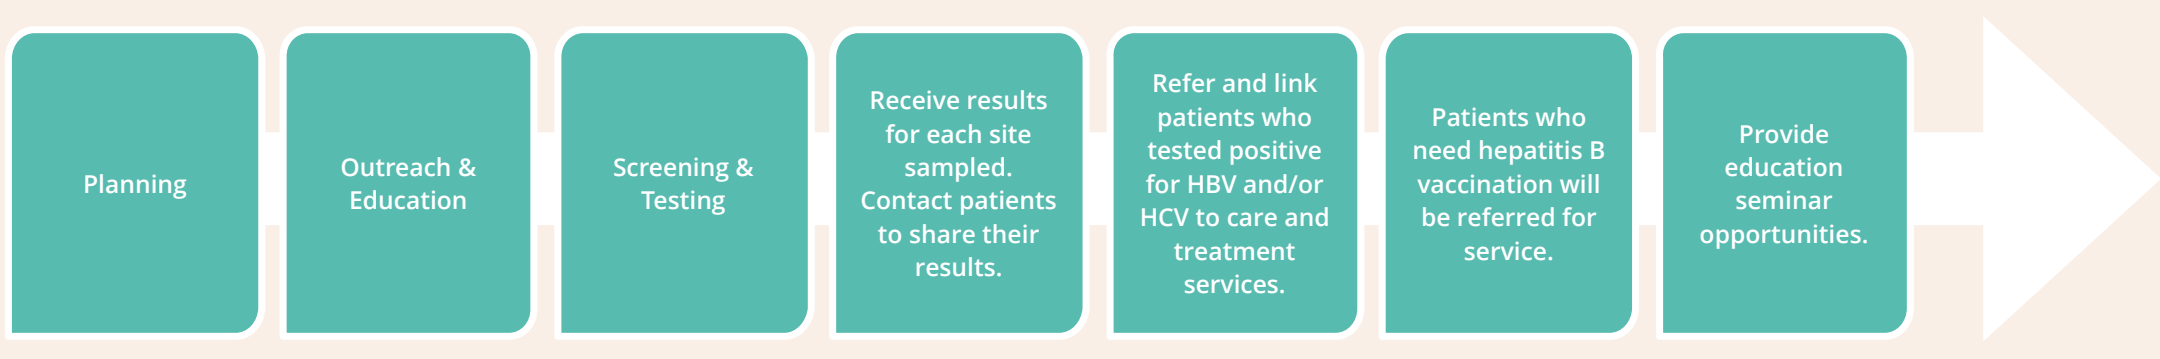 Planning
Outreach &
Education
Screening &
Testing
Receive results
for each site
sampled.
Contact patients
to share their
results.
Refer and link
patients who
tested positive
for HBV and/or
HCV to care and
treatment
services.
Patients who
need hepatitis B
vaccination will
be referred for
service.
Provide
education
seminar
opportunities.